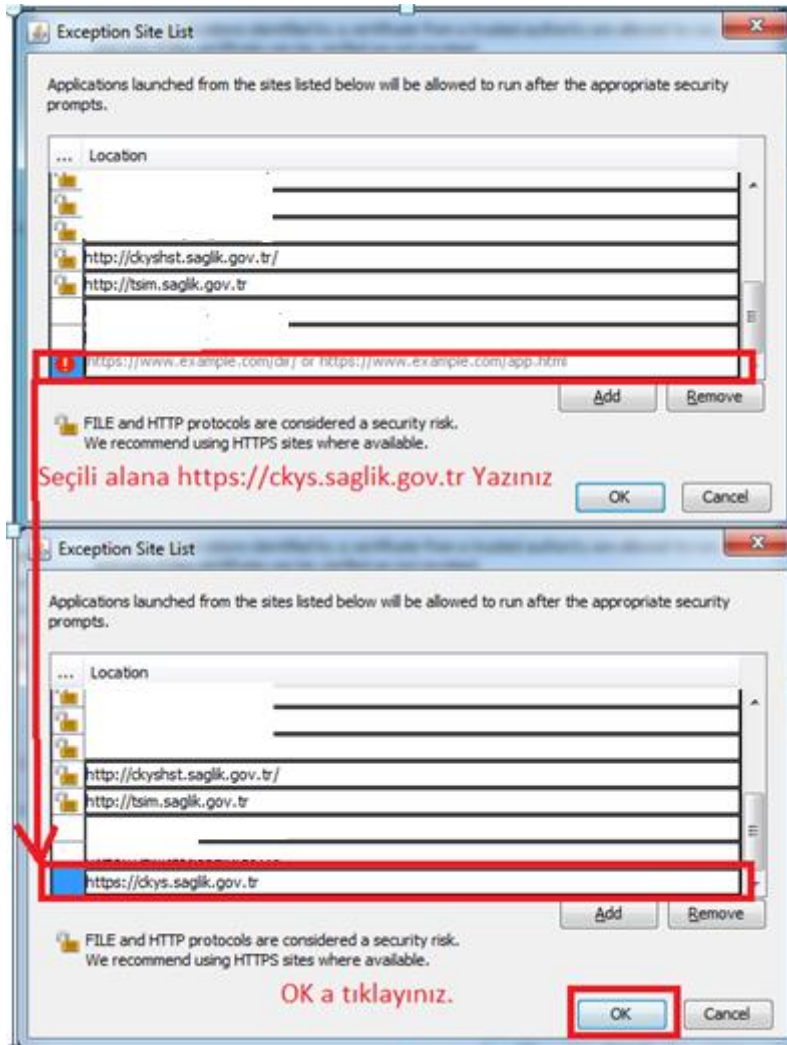 Exception Site List
Applications launched from the sites listed below will be allowed to run after the appropriate security
prompts.
... Location
http://ckyshst.saglik.gov.tr/
http://tsim.saglik.gov.tr
https://www.example.com/dir/ or https://www.example.com/app.html
Add Remove
FILE and HTTP protocols are considered a security risk.
We recommend using HTTPS sites where available.
Seçili alana https://ckys.saglik.gov.tr Yazınız
OK Cancel
Exception Site List
Applications launched from the sites listed below will be allowed to run after the appropriate security
prompts.
... Location
http://ckyshst.saglik.gov.tr/
http://tsim.saglik.gov.tr
https://ckys.saglik.gov.tr
Add Remove
FILE and HTTP protocols are considered a security risk.
We recommend using HTTPS sites where available.
OK a tıklayınız.
OK Cancel